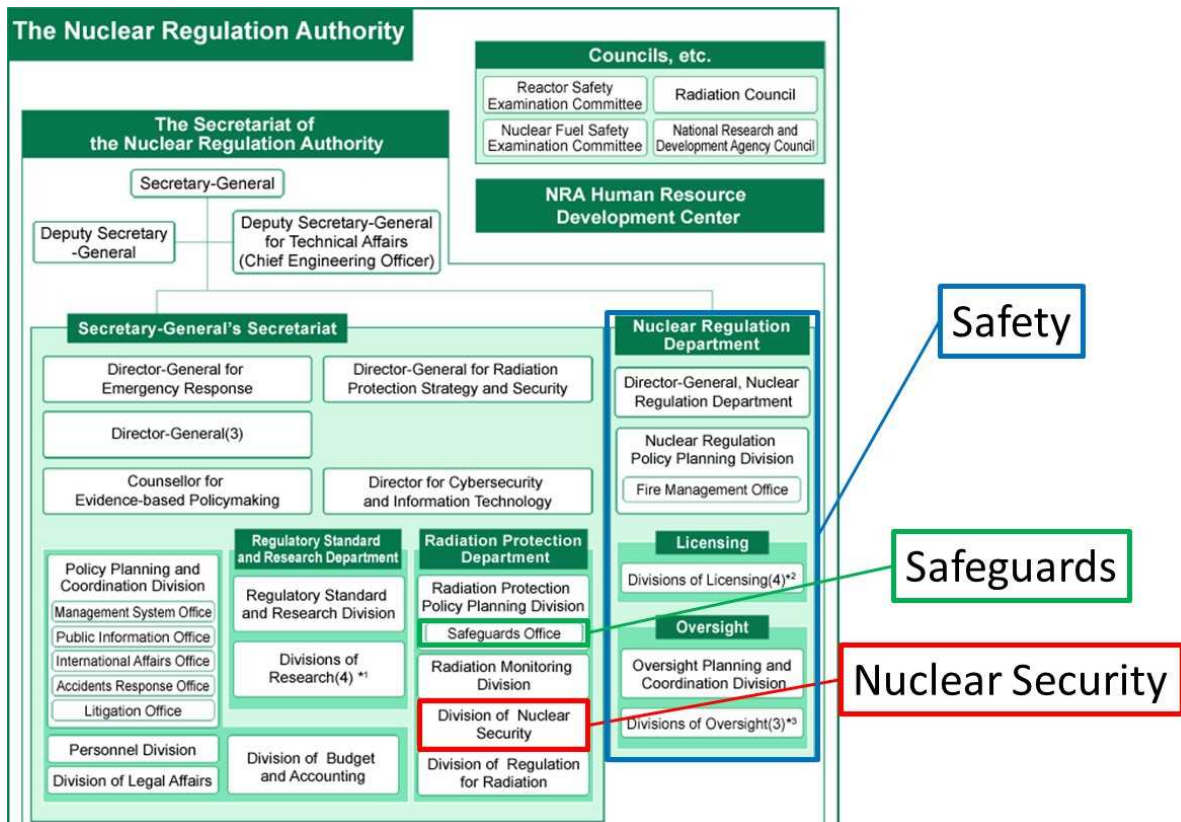 The Nuclear Regulation Authority
Councils, etc.
Reactor Safety
Examination Committee
Radiation Council
Nuclear Fuel Safety
Examination Committee
National Research and
Development Agency Council
The Secretariat of
the Nuclear Regulation Authority
NRA Human Resource
Development Center
Secretary-General
Deputy Secretary
-General
Deputy Secretary-General
for Technical Affairs
(Chief Engineering Officer)
Secretary-General's Secretariat
Director-General for
Emergency Response
Director-General for Radiation
Protection Strategy and Security
Director-General(3)
Counsellor for
Evidence-based Policymaking
Director for Cybersecurity
and Information Technology
Policy Planning and
Coordination Division
Management System Office
Public Information Office
International Affairs Office
Accidents Response Office
Litigation Office
Personnel Division
Division of Legal Affairs
Regulatory Standard
and Research Department
Regulatory Standard
and Research Division
Divisions of
Research(4) *1
Division of Budget
and Accounting
Radiation Protection
Department
Radiation Protection
Policy Planning Division
Safeguards Office
Radiation Monitoring
Division
Division of Nuclear
Security
Division of Regulation
for Radiation
Nuclear Regulation
Department
Director-General, Nuclear
Regulation Department
Nuclear Regulation
Policy Planning Division
Fire Management Office
Licensing
Divisions of Licensing(4)*2
Oversight
Oversight Planning and
Coordination Division
Divisions of Oversight(3)*3
Safety
Safeguards
Nuclear Security